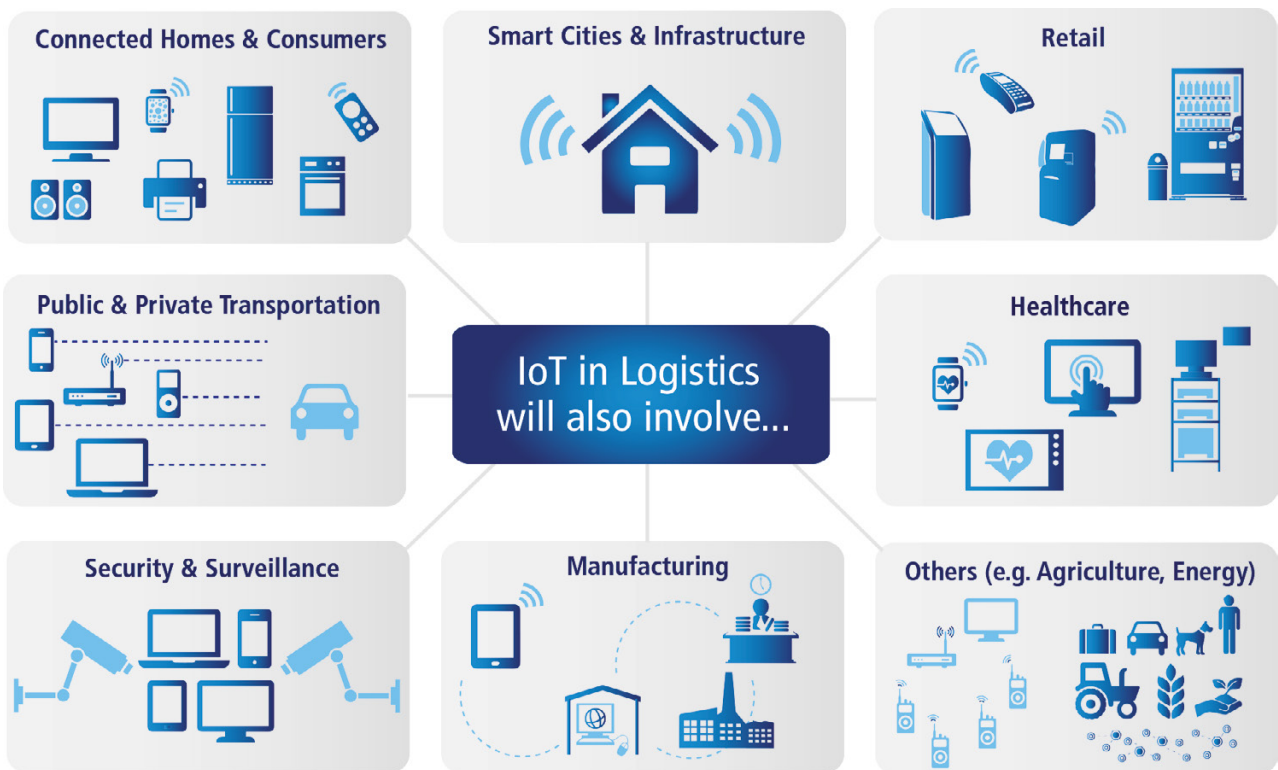 Connected Homes & Consumers
Smart Cities & Infrastructure
Retail
Public & Private Transportation
IoT in Logistics
will also involve...
Healthcare
Security & Surveillance
Manufacturing
Others (e.g. Agriculture, Energy)